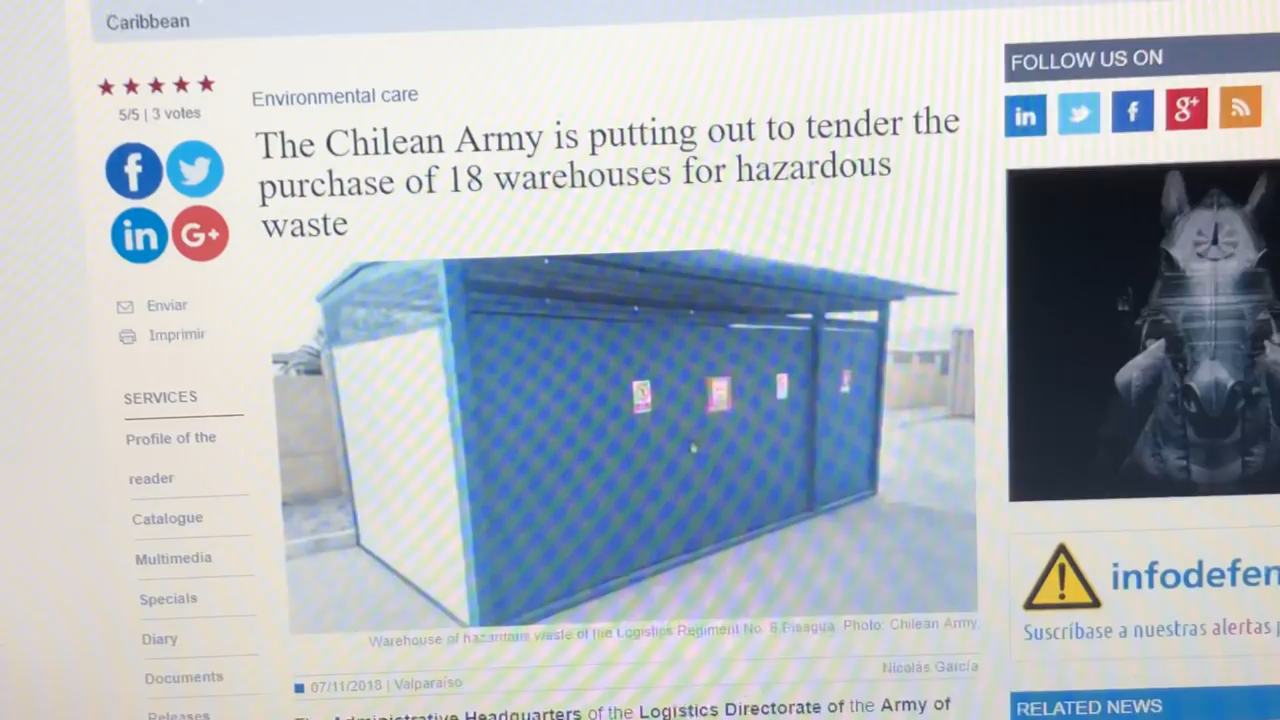 Caribbean
5/5 | 3 votes
Environmental care
The Chilean Army is putting out to tender the
purchase of 18 warehouses for hazardous
waste
Enviar
Imprimir
SERVICES
Profile of the
reader
Catalogue
Multimedia
Specials
Diary
Documents
Releases
Warehouse of hazardous waste of the Logistics Regiment No. 6 Pisagua. Photo: Chilean Army.
Nicolás García
07/11/2018 | Valparaíso
The Administrative Headquarters of the Logistics Directorate of the Army of
FOLLOW US ON
infodefen
Suscríbase a nuestras alertas
RELATED NEWS